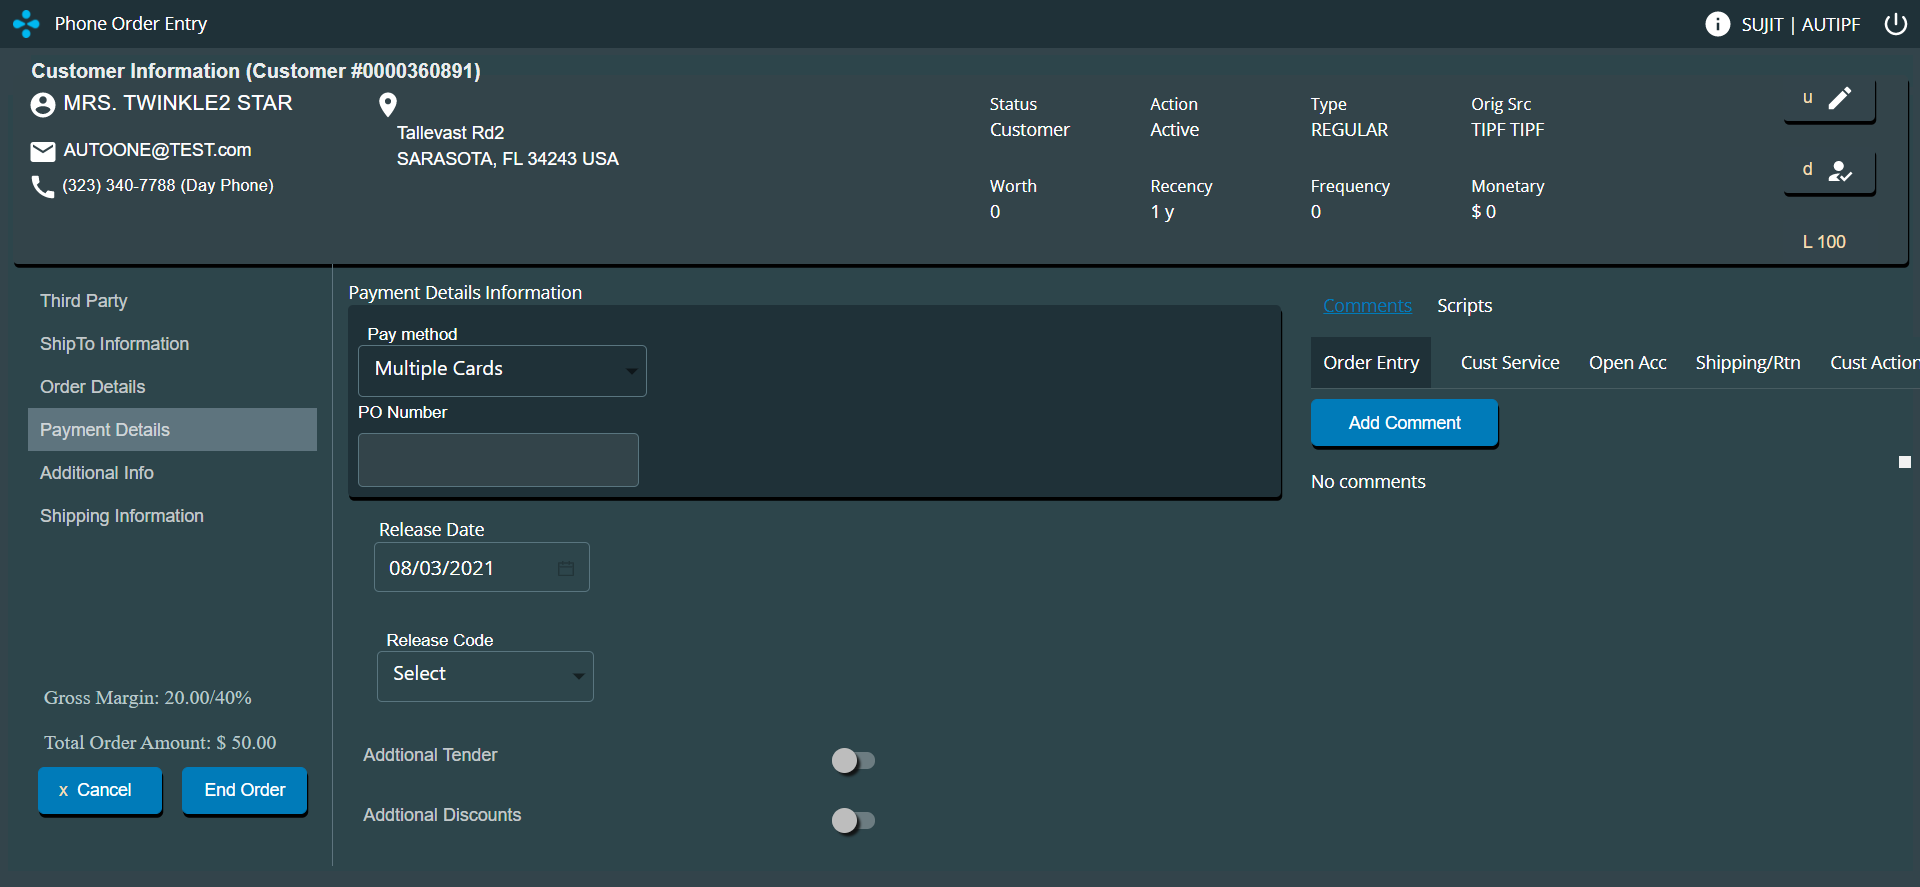 Phone Order Entry
SUJIT | AUTIPF
Customer Information (Customer #0000360891)
MRS. TWINKLE2 STAR
AUTOONE@TEST.com
(323) 340-7788 (Day Phone)
Tallevast Rd2
SARASOTA, FL 34243 USA
Status
Customer
Action
Active
Type
REGULAR
Orig Src
TIPF TIPF
Worth
0
Recency
1 y
Frequency
0
Monetary
$ 0
u
d
L 100
Third Party
ShipTo Information
Order Details
Payment Details
Additional Info
Shipping Information
Gross Margin: 20.00/40%
Total Order Amount: $ 50.00
x Cancel
End Order
Payment Details Information
Pay method
Multiple Cards
PO Number
Release Date
08/03/2021
Release Code
Select
Addtional Tender
Addtional Discounts
Comments
Scripts
Order Entry
Cust Service
Open Acc
Shipping/Rtn
Cust Action
Add Comment
No comments